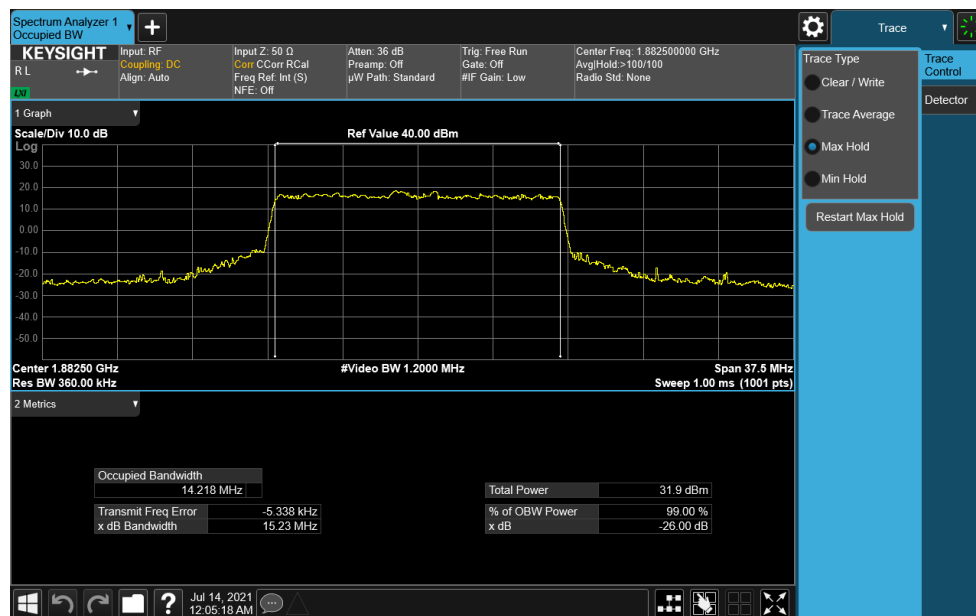 Spectrum Analyzer 1
Occupied BW
Trace
KEYSIGHT
R L
LXI
Input: RF
Coupling: DC
Align: Auto
Input Z: 50 Ω
Corr CCorr RCal
Freq Ref: Int (S)
NFE: Off
Atten: 36 dB
Preamp: Off
µW Path: Standard
Trig: Free Run
Gate: Off
#IF Gain: Low
Center Freq: 1.882500000 GHz
Avg|Hold:>100/100
Radio Std: None
Trace Type
Clear / Write
Trace Average
Max Hold
Min Hold
Restart Max Hold
Trace
Control
Detector
1 Graph
Scale/Div 10.0 dB
Ref Value 40.00 dBm
Log
30.0
20.0
10.0
0.00
-10.0
-20.0
-30.0
-40.0
-50.0
Center 1.88250 GHz
#Video BW 1.2000 MHz
Span 37.5 MHz
Res BW 360.00 kHz
Sweep 1.00 ms (1001 pts)
2 Metrics
Occupied Bandwidth
14.218 MHz
Total Power 31.9 dBm
Transmit Freq Error -5.338 kHz
% of OBW Power 99.00 %
x dB Bandwidth 15.23 MHz
x dB -26.00 dB
?
Jul 14, 2021
12:05:18 AM